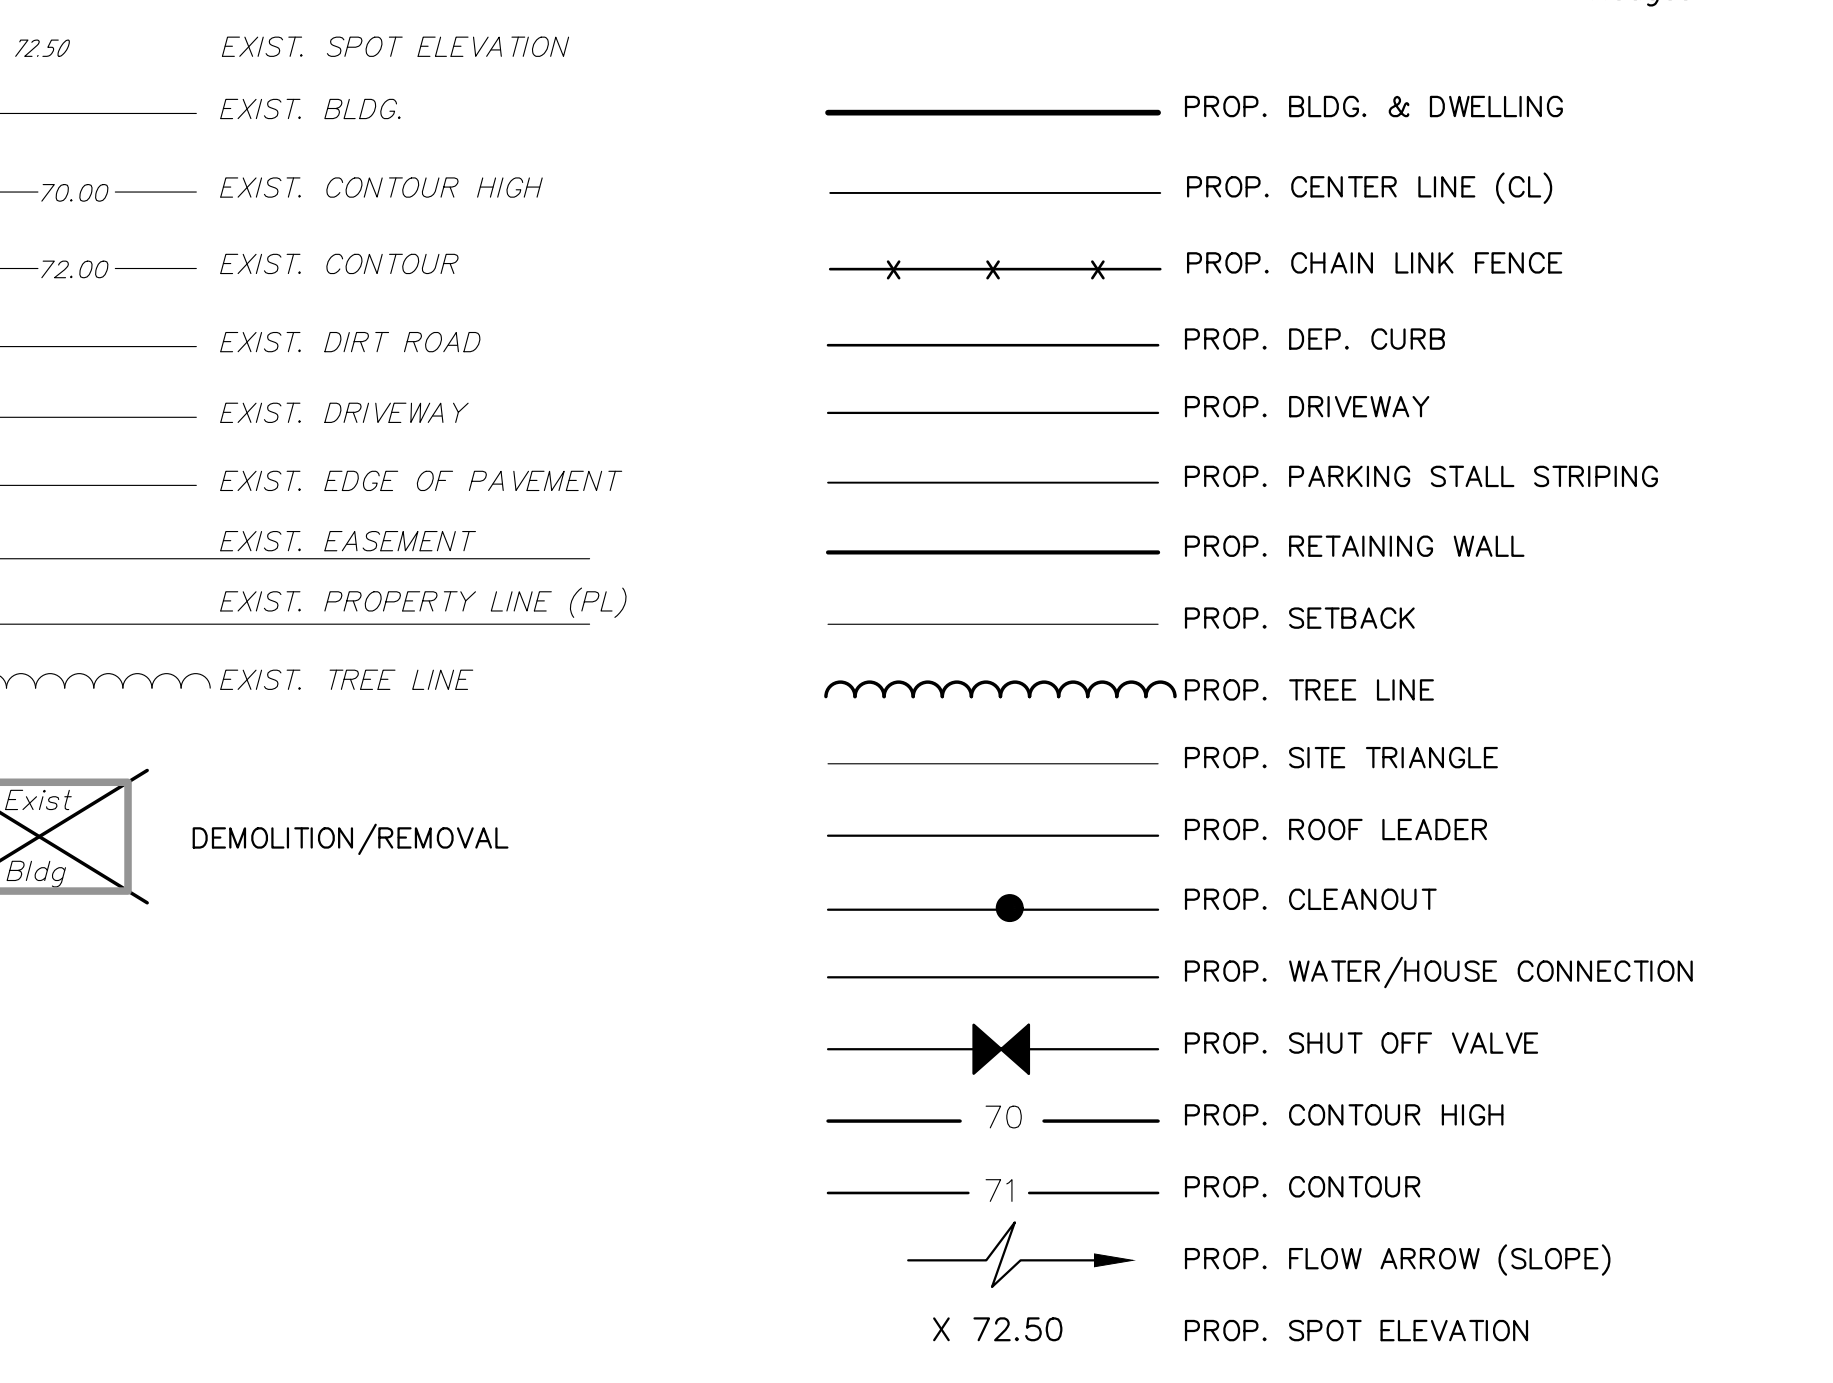 72.50 EXIST. SPOT ELEVATION
EXIST. BLDG.
70.00 EXIST. CONTOUR HIGH
72.00 EXIST. CONTOUR
EXIST. DIRT ROAD
EXIST. DRIVEWAY
EXIST. EDGE OF PAVEMENT
EXIST. EASEMENT
EXIST. PROPERTY LINE (PL)
EXIST. TREE LINE
Exist
Bldg
DEMOLITION/REMOVAL
PROP. BLDG. & DWELLING
PROP. CENTER LINE (CL)
PROP. CHAIN LINK FENCE
PROP. DEP. CURB
PROP. DRIVEWAY
PROP. PARKING STALL STRIPING
PROP. RETAINING WALL
PROP. SETBACK
PROP. TREE LINE
PROP. SITE TRIANGLE
PROP. ROOF LEADER
PROP. CLEANOUT
PROP. WATER/HOUSE CONNECTION
PROP. SHUT OFF VALVE
70 PROP. CONTOUR HIGH
71 PROP. CONTOUR
PROP. FLOW ARROW (SLOPE)
X 72.50 PROP. SPOT ELEVATION